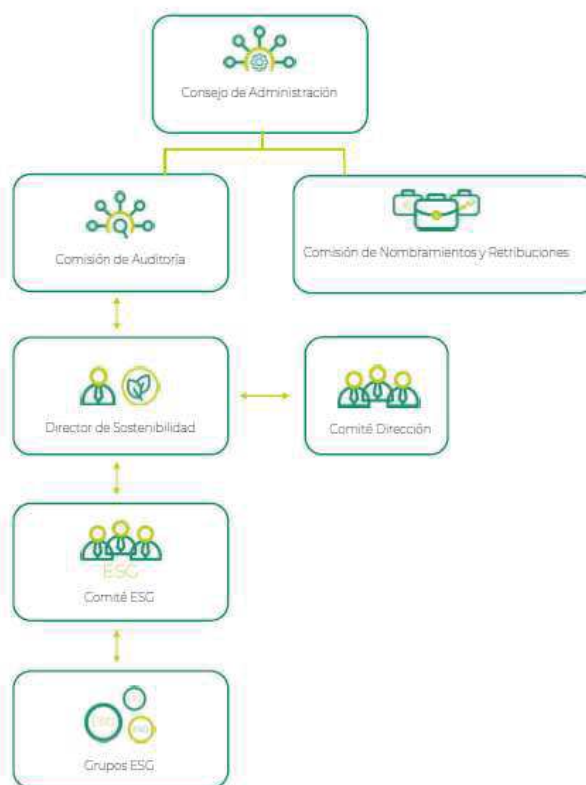 Consejo de Administración
Comisión de Auditoría
Comisión de Nombramientos y Retribuciones
Director de Sostenibilidad
Comité Dirección
ESG
Comité ESG
Grupos ESG